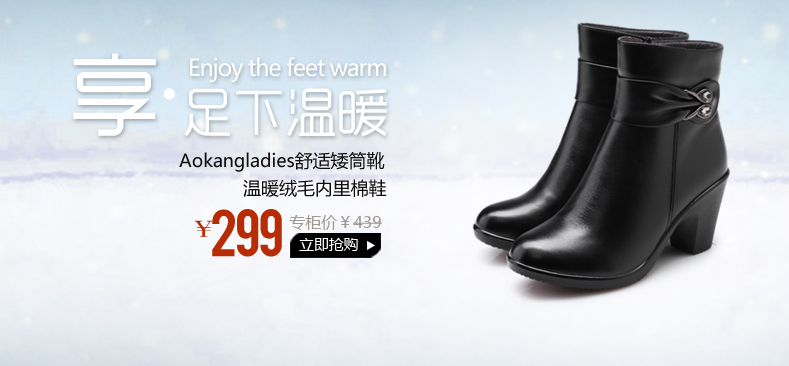 享·
Enjoy the feet warm
足下温暖
Aokangladies舒适矮筒靴
温暖绒毛内里棉鞋
¥299
专柜价¥439
立即抢购